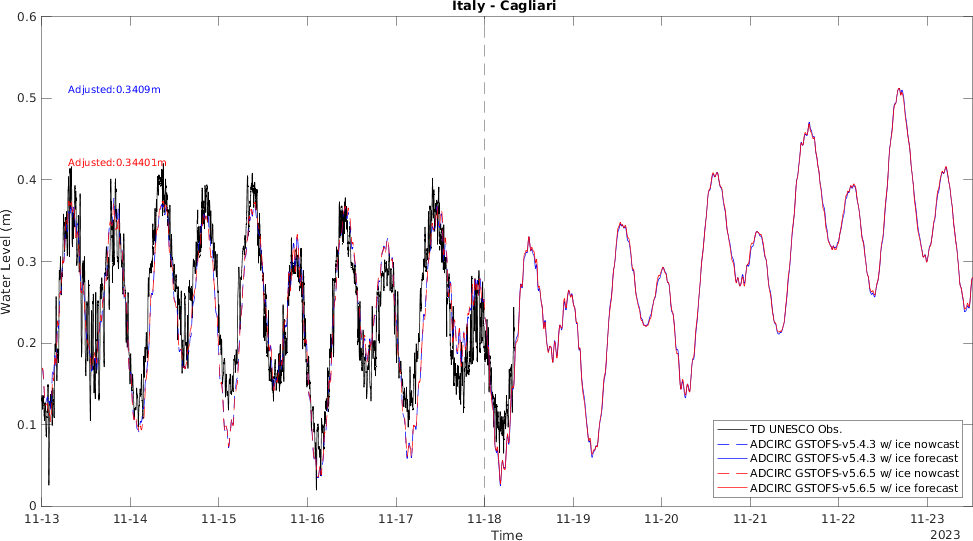 Italy - Cagliari
0.6
0.5
0.4
0.3
0.2
0.1
0
Water Level (m)
Adjusted:0.3409m
Adjusted:0.34401m
TD UNESCO Obs.
ADCIRC GSTOFS-v5.4.3 w/ ice nowcast
ADCIRC GSTOFS-v5.4.3 w/ ice forecast
ADCIRC GSTOFS-v5.6.5 w/ ice nowcast
ADCIRC GSTOFS-v5.6.5 w/ ice forecast
11-13 11-14 11-15 11-16 11-17 11-18 11-19 11-20 11-21 11-22 11-23
Time
2023